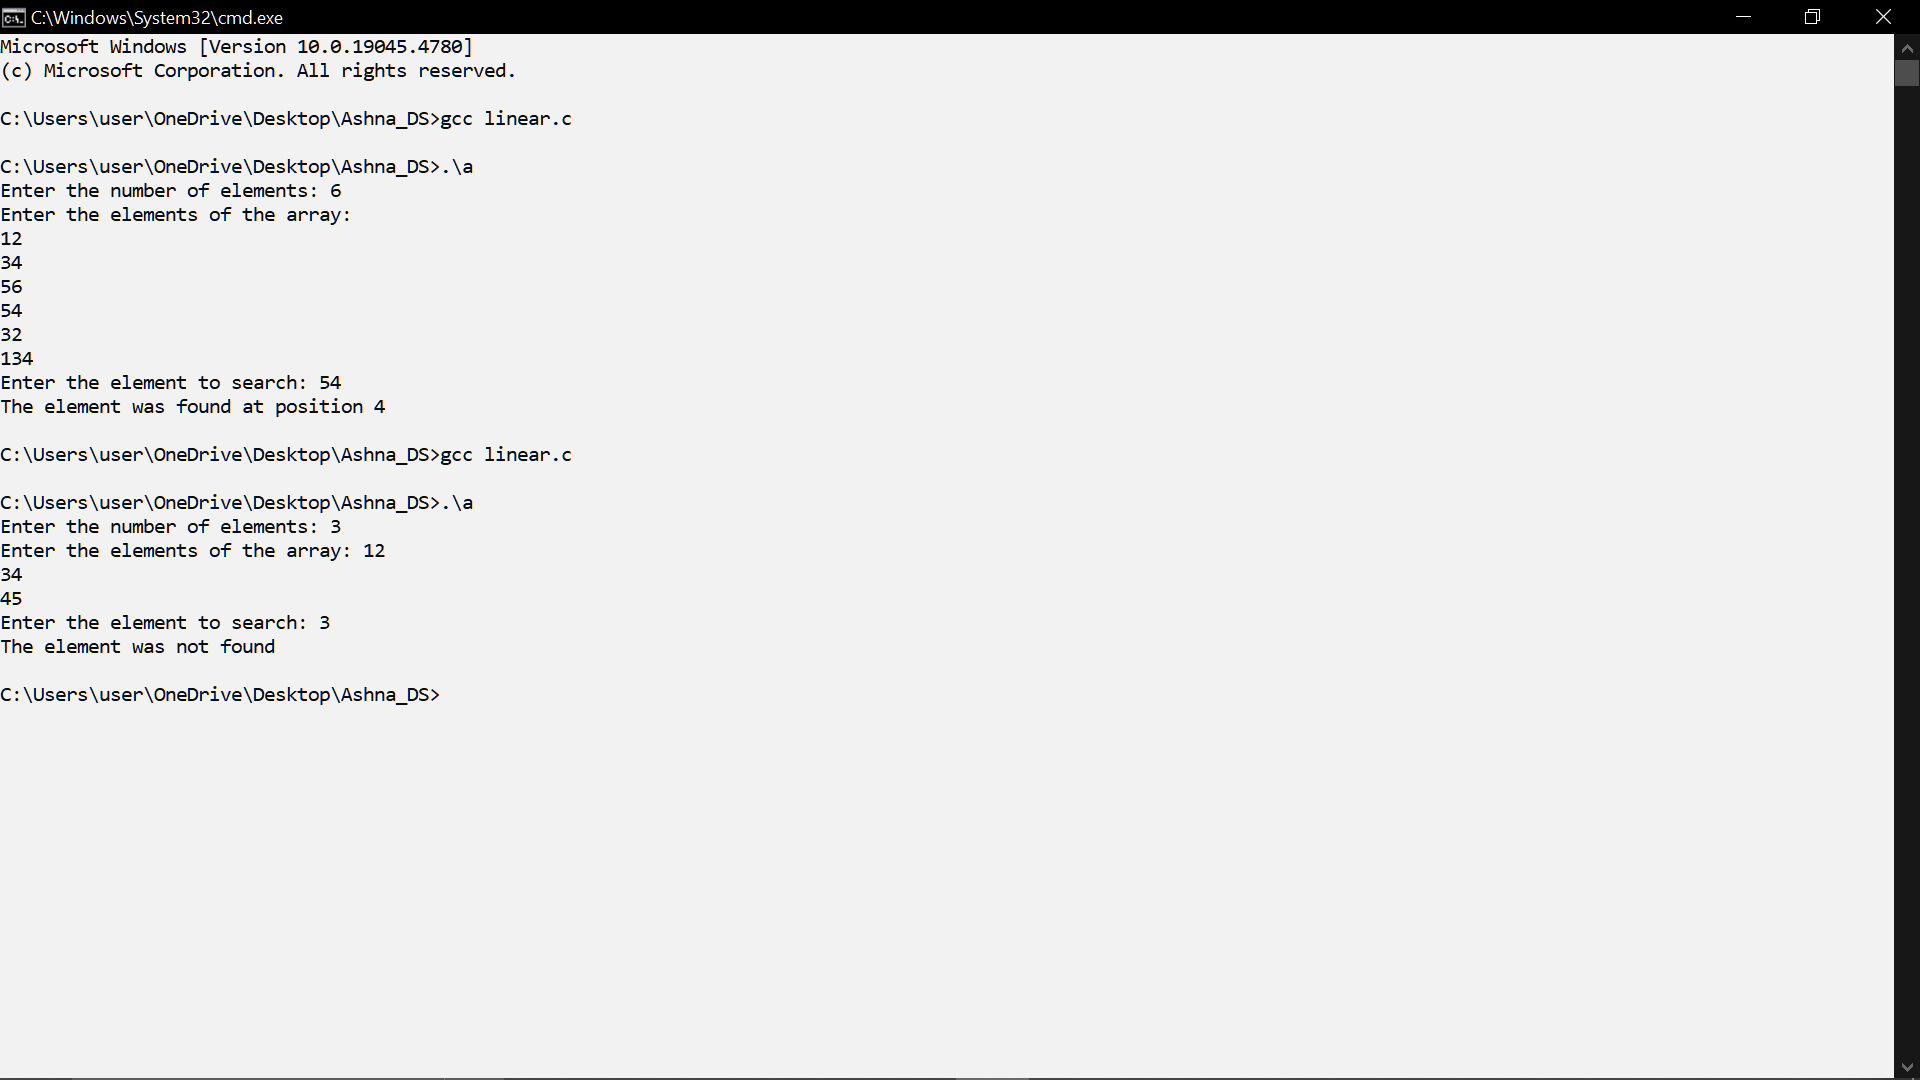 C:\Windows\System32\cmd.exe
Microsoft Windows [Version 10.0.19045.4780]
(c) Microsoft Corporation. All rights reserved.
C:\Users\user\OneDrive\Desktop\Ashna_DS>gcc linear.c
C:\Users\user\OneDrive\Desktop\Ashna_DS>.\a
Enter the number of elements: 6
Enter the elements of the array:
12
34
56
54
32
134
Enter the element to search: 54
The element was found at position 4
C:\Users\user\OneDrive\Desktop\Ashna_DS>gcc linear.c
C:\Users\user\OneDrive\Desktop\Ashna_DS>.\a
Enter the number of elements: 3
Enter the elements of the array: 12
34
45
Enter the element to search: 3
The element was not found
C:\Users\user\OneDrive\Desktop\Ashna_DS>